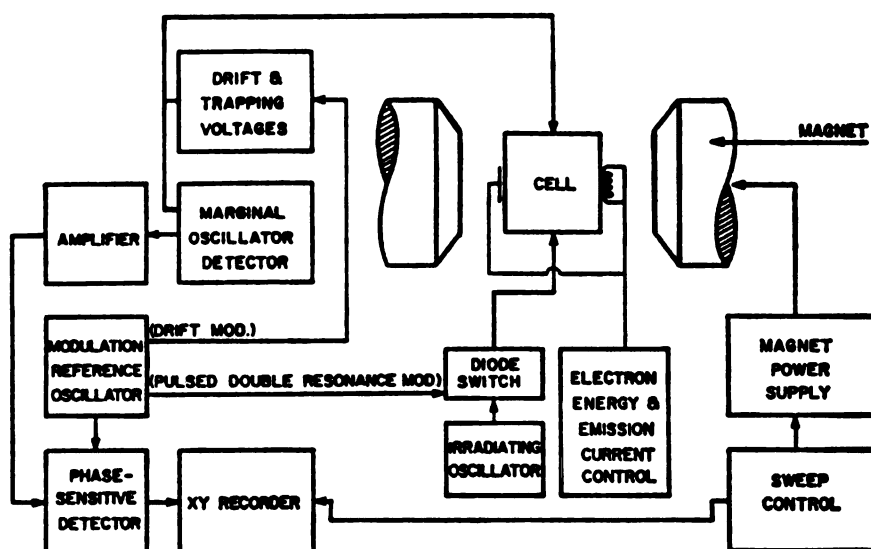 DRIFT &
TRAPPING
VOLTAGES
MAGNET
CELL
MARGINAL
OSCILLATOR
DETECTOR
AMPLIFIER
(DRIFT MOD.)
MODULATION
REFERENCE
OSCILLATOR
(PULSED DOUBLE RESONANCE MOD)
DIODE
SWITCH
ELECTRON
ENERGY &
EMISSION
CURRENT
CONTROL
MAGNET
POWER
SUPPLY
IRRADIATING
OSCILLATOR
PHASE-
SENSITIVE
DETECTOR
XY RECORDER
SWEEP
CONTROL